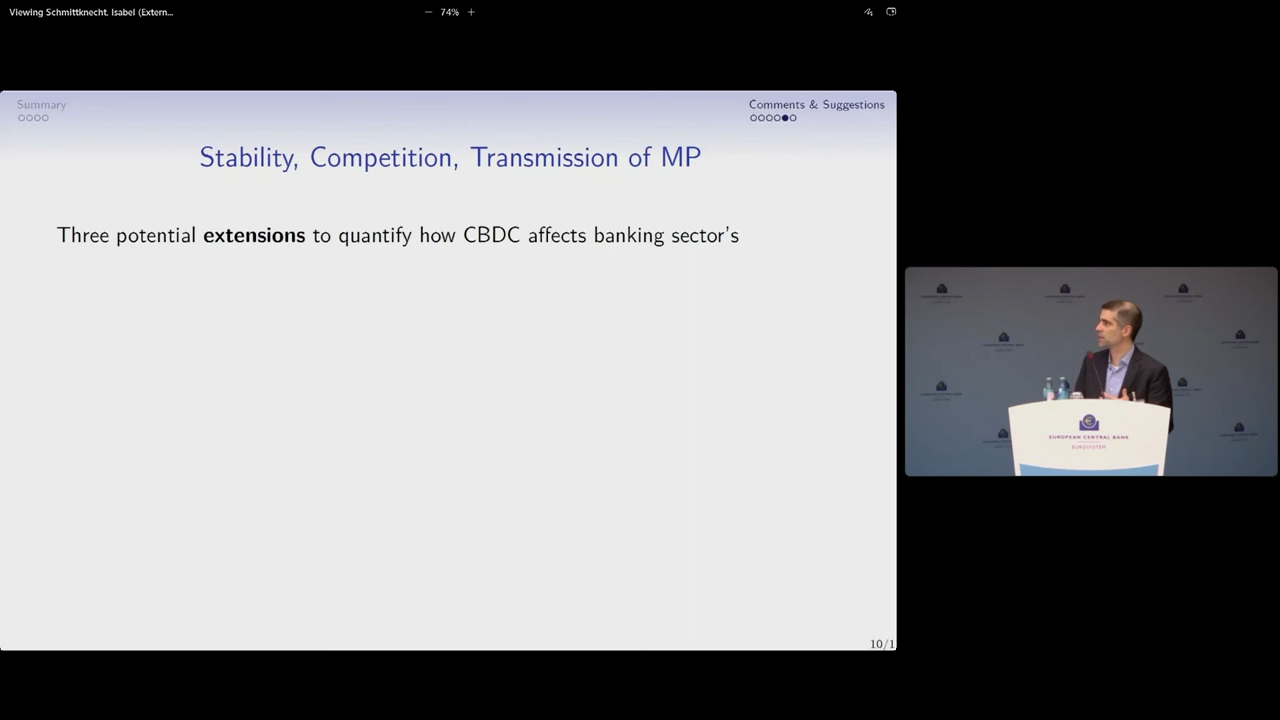 Viewing Schmittknecht, Isabel (Extern...
74%
Summary
Comments & Suggestions
Stability, Competition, Transmission of MP
Three potential extensions to quantify how CBDC affects banking sector's
10/1
EUROPEAN CENTRAL BANK
EUROSYSTEM